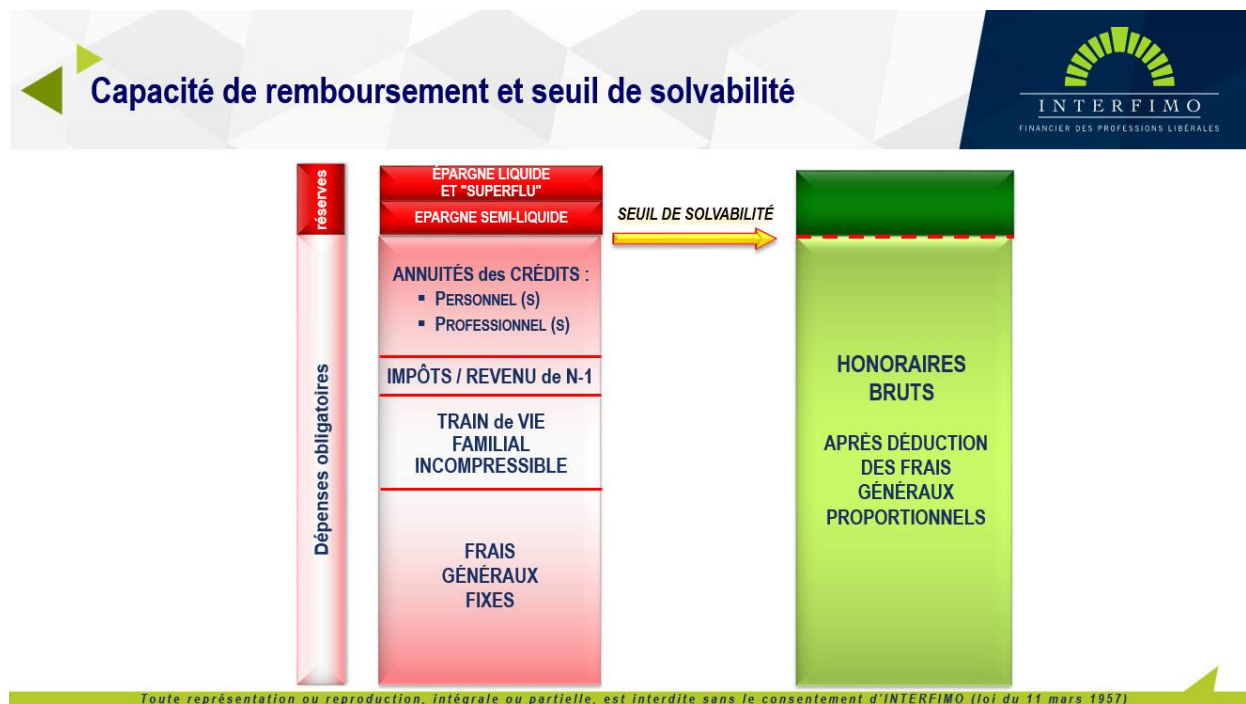 Capacité de remboursement et seuil de solvabilité
INTERFIMO
FINANCIER DES PROFESSIONS LIBÉRALES
réserves
Dépenses obligatoires
ÉPARGNE LIQUIDE
ET "SUPERFLU"
EPARGNE SEMI-LIQUIDE
ANNUITÉS des CRÉDITS :
▪ PERSONNEL (S)
▪ PROFESSIONNEL (S)
IMPÔTS / REVENU de N-1
TRAIN de VIE
FAMILIAL
INCOMPRESSIBLE
FRAIS
GÉNÉRAUX
FIXES
SEUIL DE SOLVABILITÉ
HONORAIRES
BRUTS
APRÈS DÉDUCTION
DES FRAIS
GÉNÉRAUX
PROPORTIONNELS
Toute représentation ou reproduction, intégrale ou partielle, est interdite sans le consentement d'INTERFIMO (loi du 11 mars 1957)